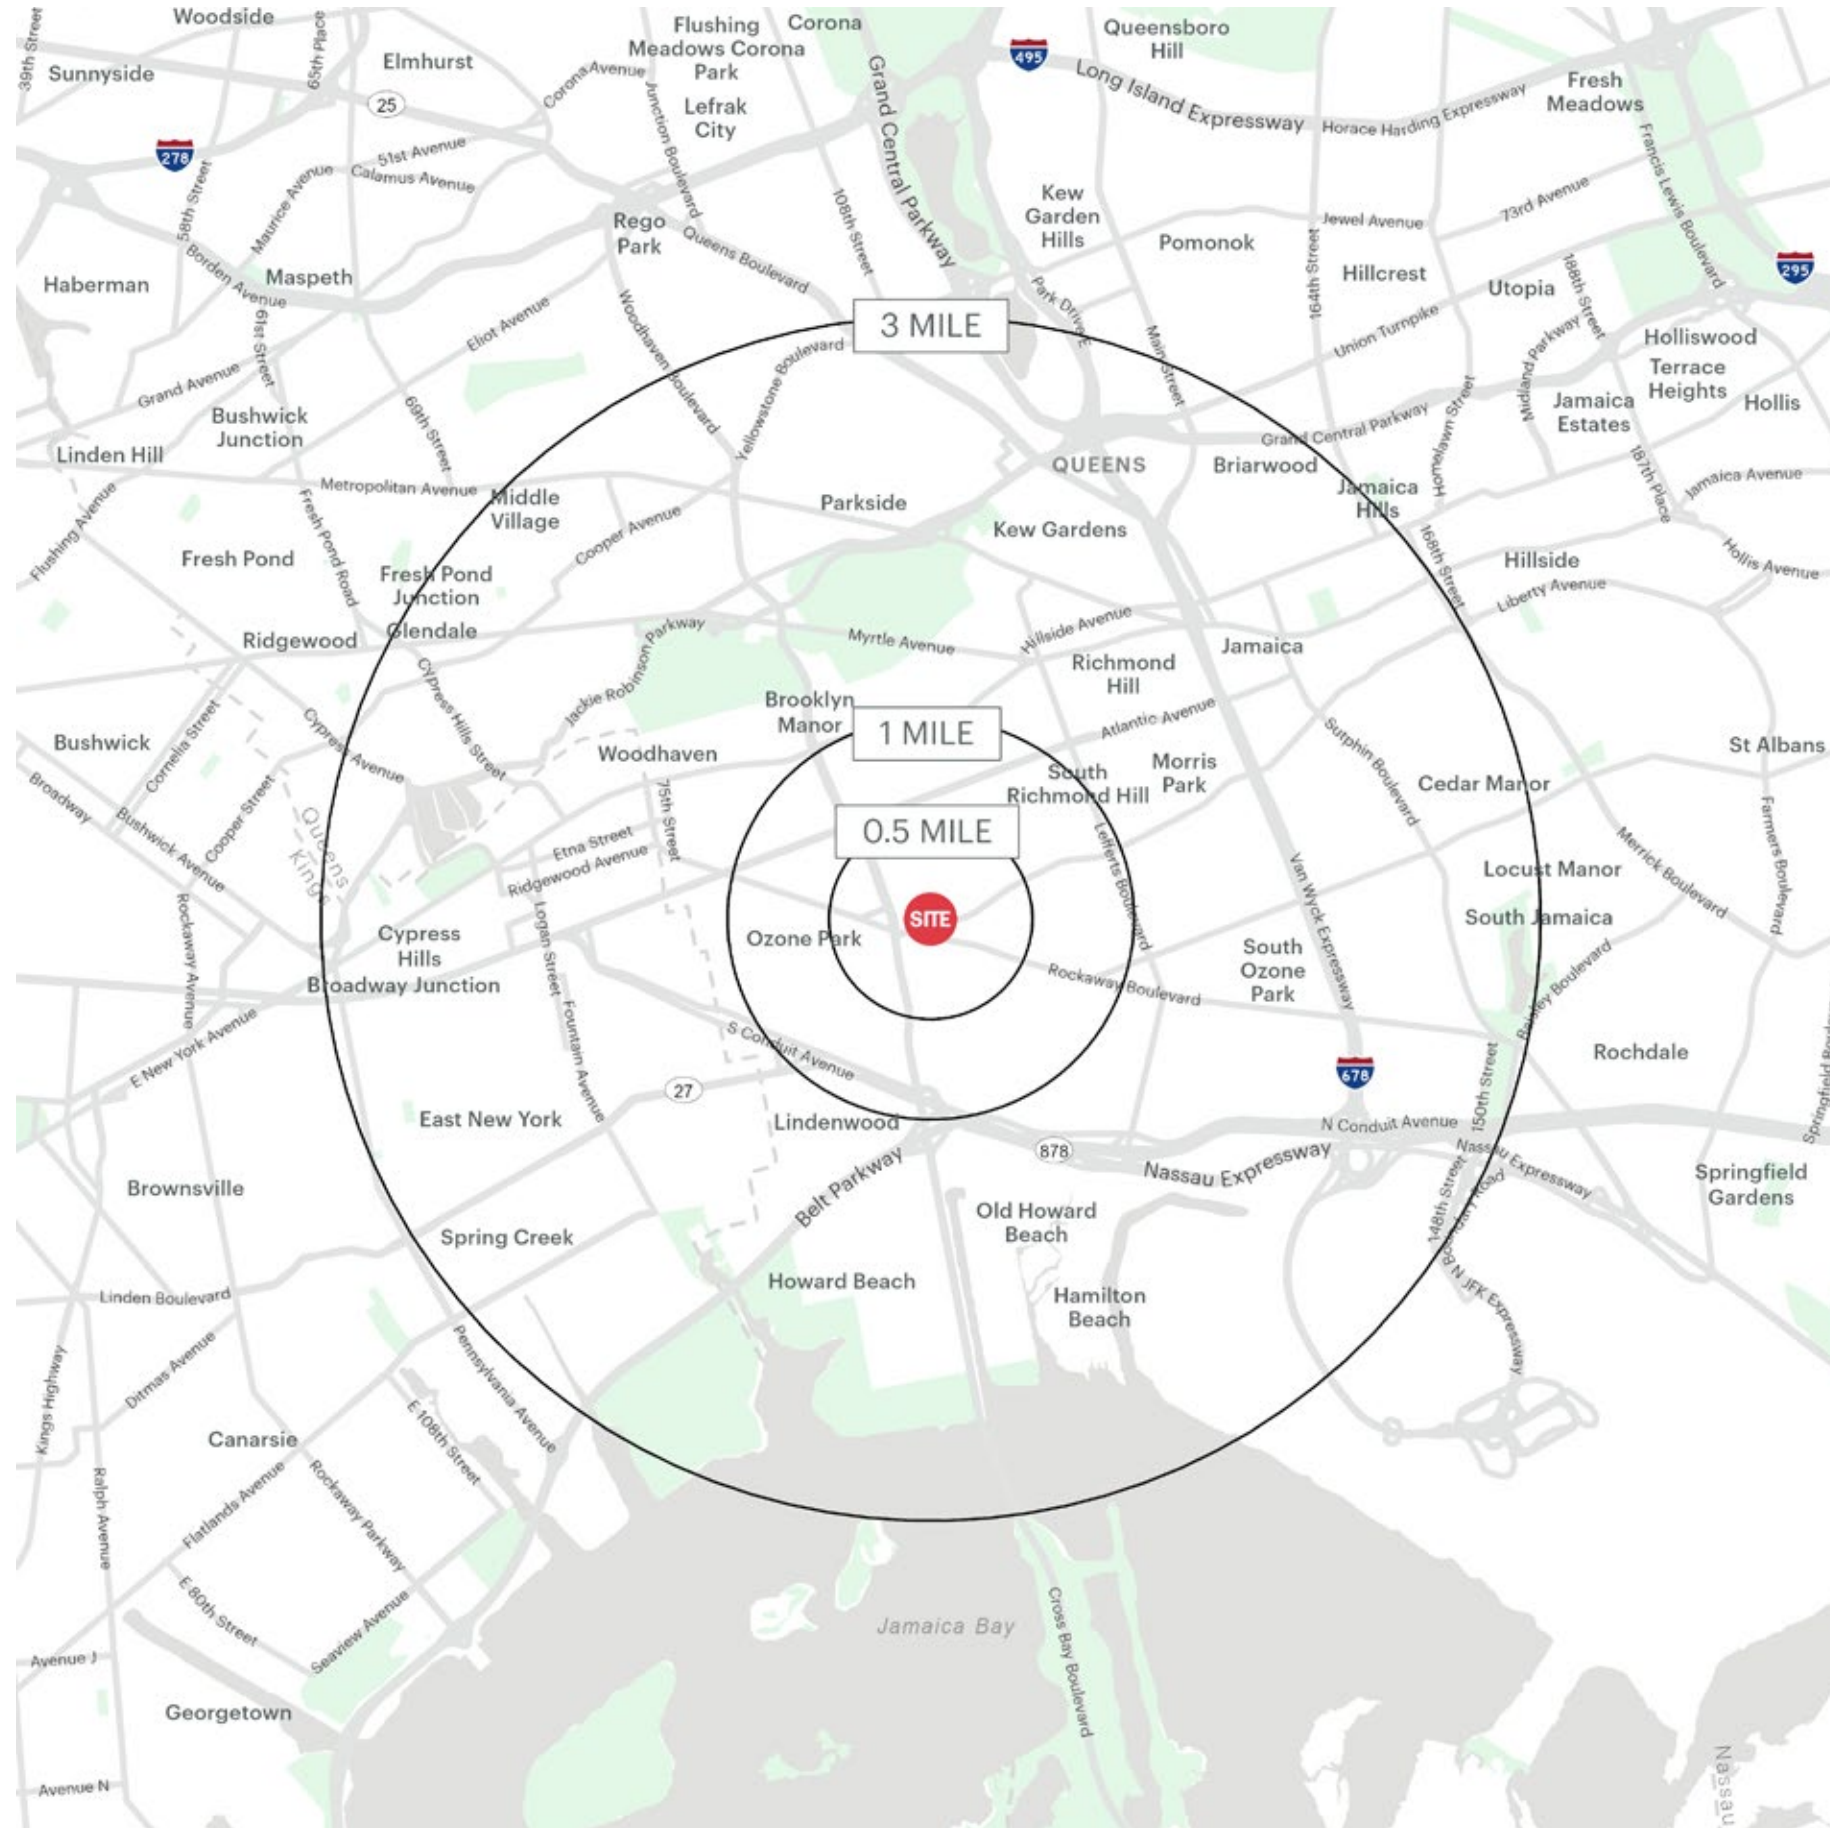 Woodside
39th Street
65th Place
Sunnyside
Elmhurst
25
Corona Avenue
Flushing
Meadows Corona
Park
Corona
Lefrak
City
Junction Boulevard
Grand Central Parkway
495
Queensboro
Hill
Long Island Expressway
Horace Harding Expressway
Fresh
Meadows
Francis Lewis Boulevard
278
51st Avenue
Calamus Avenue
58th Street
Maurice Avenue
Rego
Park
Queens Boulevard
108th Street
Kew
Garden
Hills
Pomonok
Jewel Avenue
73rd Avenue
164th Street
Hillcrest
Utopia
188th Street
295
Haberman
Borden Avenue
Maspeth
61st Street
Eliot Avenue
Woodhaven Boulevard
3 MILE
Park Drive E
Main Street
Union Turnpike
Midland Parkway
Holliswood
Terrace
Heights
Hollis
Grand Avenue
Bushwick
Junction
69th Street
Yellowstone Boulevard
Grand Central Parkway
Homelawn Street
Jamaica
Estates
187th Place
Linden Hill
Metropolitan Avenue
Middle
Village
QUEENS
Briarwood
Jamaica
Hills
Jamaica Avenue
Flushing Avenue
Fresh Pond
Fresh Pond Road
Cooper Avenue
Parkside
Kew Gardens
168th Street
Hillside
Liberty Avenue
Hollis Avenue
Fresh Pond
Junction
Glendale
Ridgewood
Jackie Robinson Parkway
Myrtle Avenue
Hillside Avenue
Jamaica
Richmond
Hill
Cypress Hills Street
Bushwick
Cornelia Street
Cypress Avenue
Woodhaven
Brooklyn
Manor
1 MILE
Atlantic Avenue
Morris
Park
South
Richmond Hill
Sutphin Boulevard
Cedar Manor
St Albans
Broadway
Bushwick Avenue
Cooper Street
Queens
Kings
Etna Street
Ridgewood Avenue
75th Street
0.5 MILE
Lefferts Boulevard
Van Wyck Expressway
Locust Manor
Merrick Boulevard
Farmers Boulevard
Rockaway Avenue
Cypress
Hills
Broadway Junction
Logan Street
Ozone Park
SITE
Rockaway Boulevard
South
Ozone
Park
South Jamaica
Baisley Boulevard
E New York Avenue
Fountain Avenue
S Conduit Avenue
27
678
150th Street
Rochdale
East New York
Lindenwood
878
N Conduit Avenue
Nassau Expressway
Nassau Expressway
Brownsville
Belt Parkway
148th Street
Boundary Road
Springfield
Gardens
Spring Creek
Old Howard
Beach
Howard Beach
Hamilton
Beach
N JFK Expressway
Linden Boulevard
Ditmas Avenue
Kings Highway
Pennsylvania Avenue
E 108th Street
Canarsie
Flatlands Avenue
Rockaway Parkway
Ralph Avenue
E 80th Street
Seaview Avenue
Jamaica Bay
Cross Bay Boulevard
Avenue J
Georgetown
Avenue N
Nassau